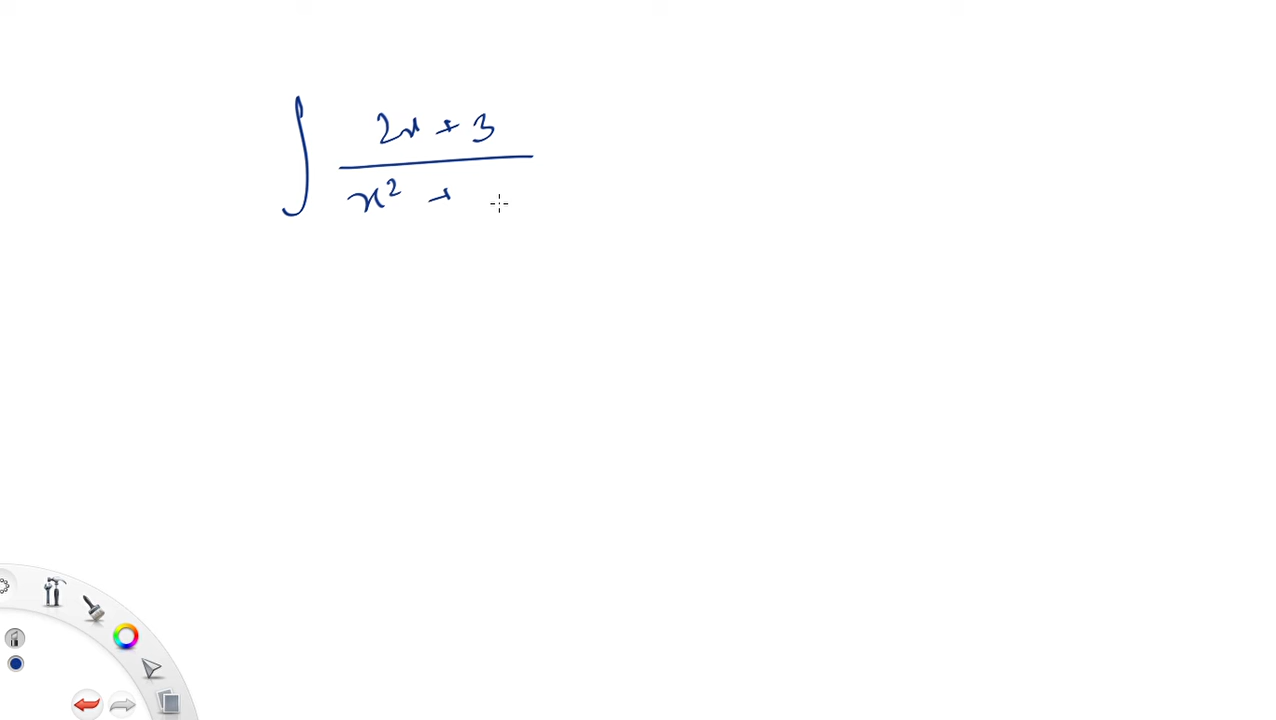 ∫ (2x + 3) / (x² +